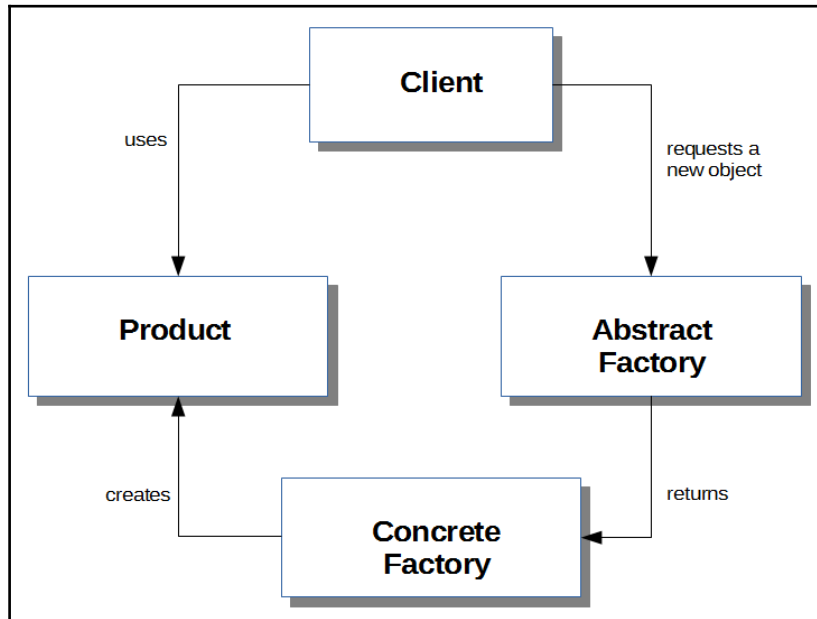 Client
uses
requests a
new object
Product
Abstract
Factory
creates
returns
Concrete
Factory